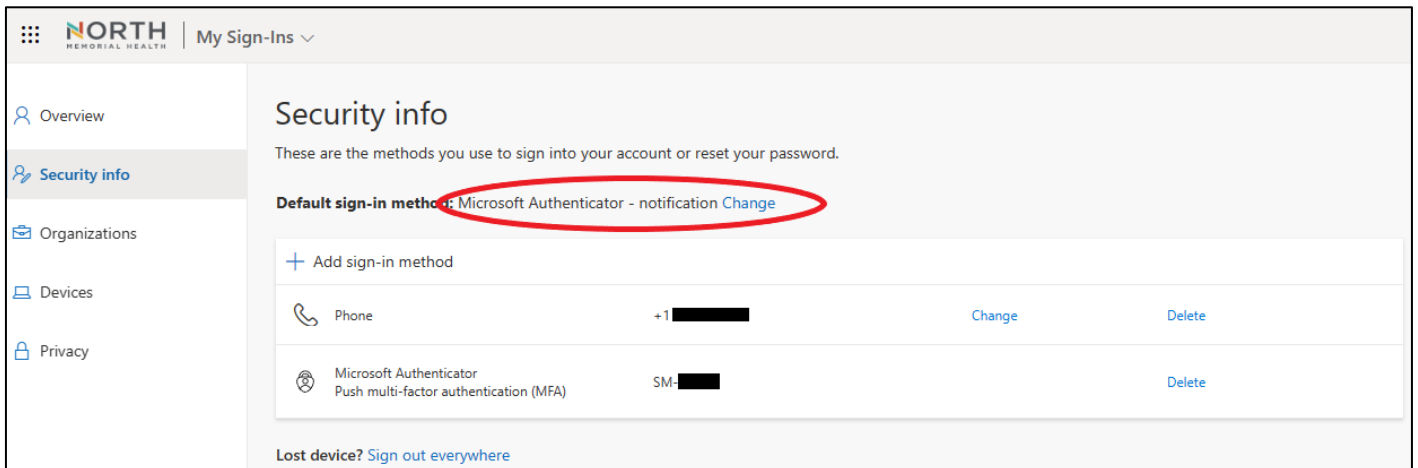 NORTH
MEMORIAL HEALTH
My Sign-Ins
Overview
Security info
Organizations
Devices
Privacy
Security info
These are the methods you use to sign into your account or reset your password.
Default sign-in method: Microsoft Authenticator - notification Change
Add sign-in method
Phone +1 Change Delete
Microsoft Authenticator
Push multi-factor authentication (MFA) SM- Delete
Lost device? Sign out everywhere